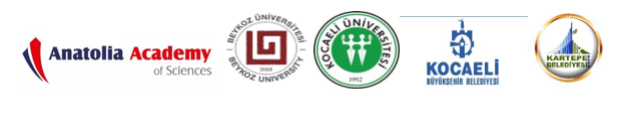 Anatolia Academy
of Sciences
BEYKOZ ÜNİVERSİTESİ
2008
BEYKOZ UNIVERSITY
KOCAELİ ÜNİVERSİTESİ
1992
KOCAELİ
BÜYÜKŞEHİR BELEDİYESİ
KARTEPE
BELEDİYESİ